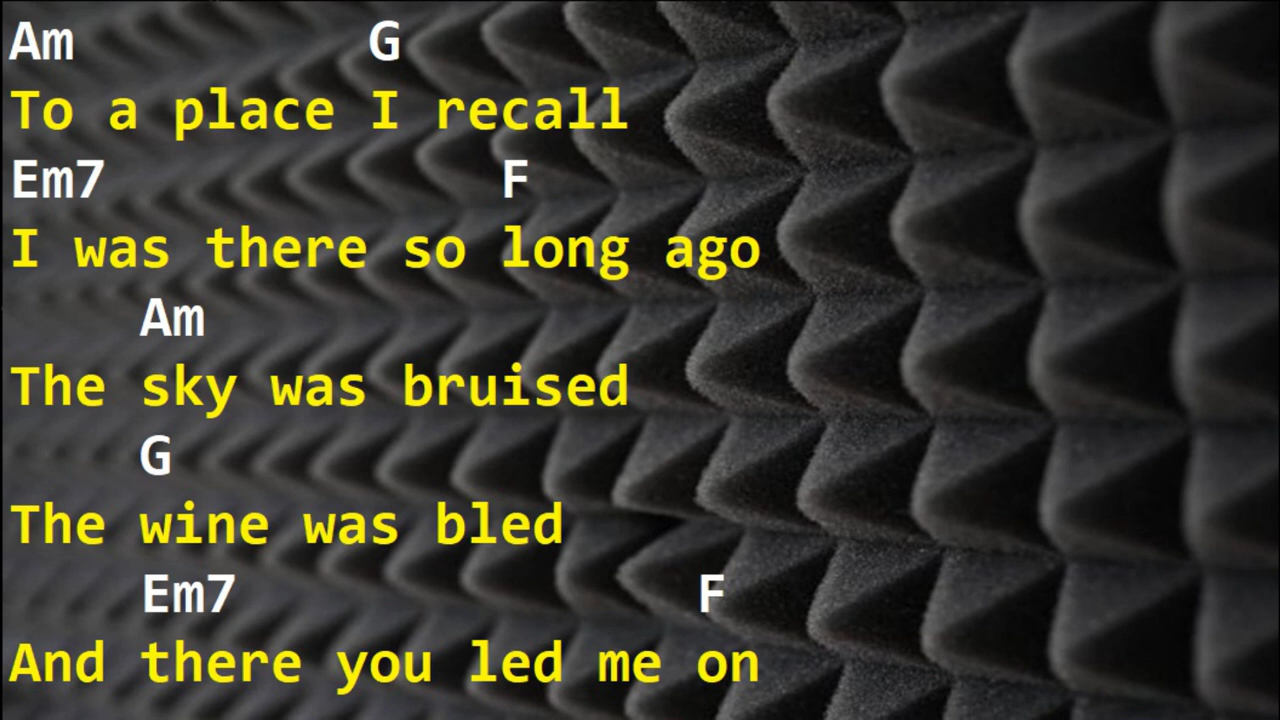 Am         G
To a place I recall
Em7            F
I was there so long ago
    Am
The sky was bruised
    G
The wine was bled
    Em7              F
And there you led me on